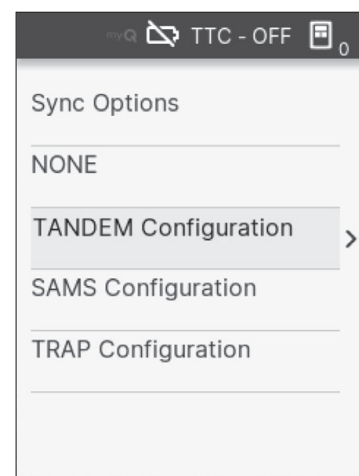 myQ TTC - OFF 0
Sync Options
NONE
TANDEM Configuration
SAMS Configuration
TRAP Configuration